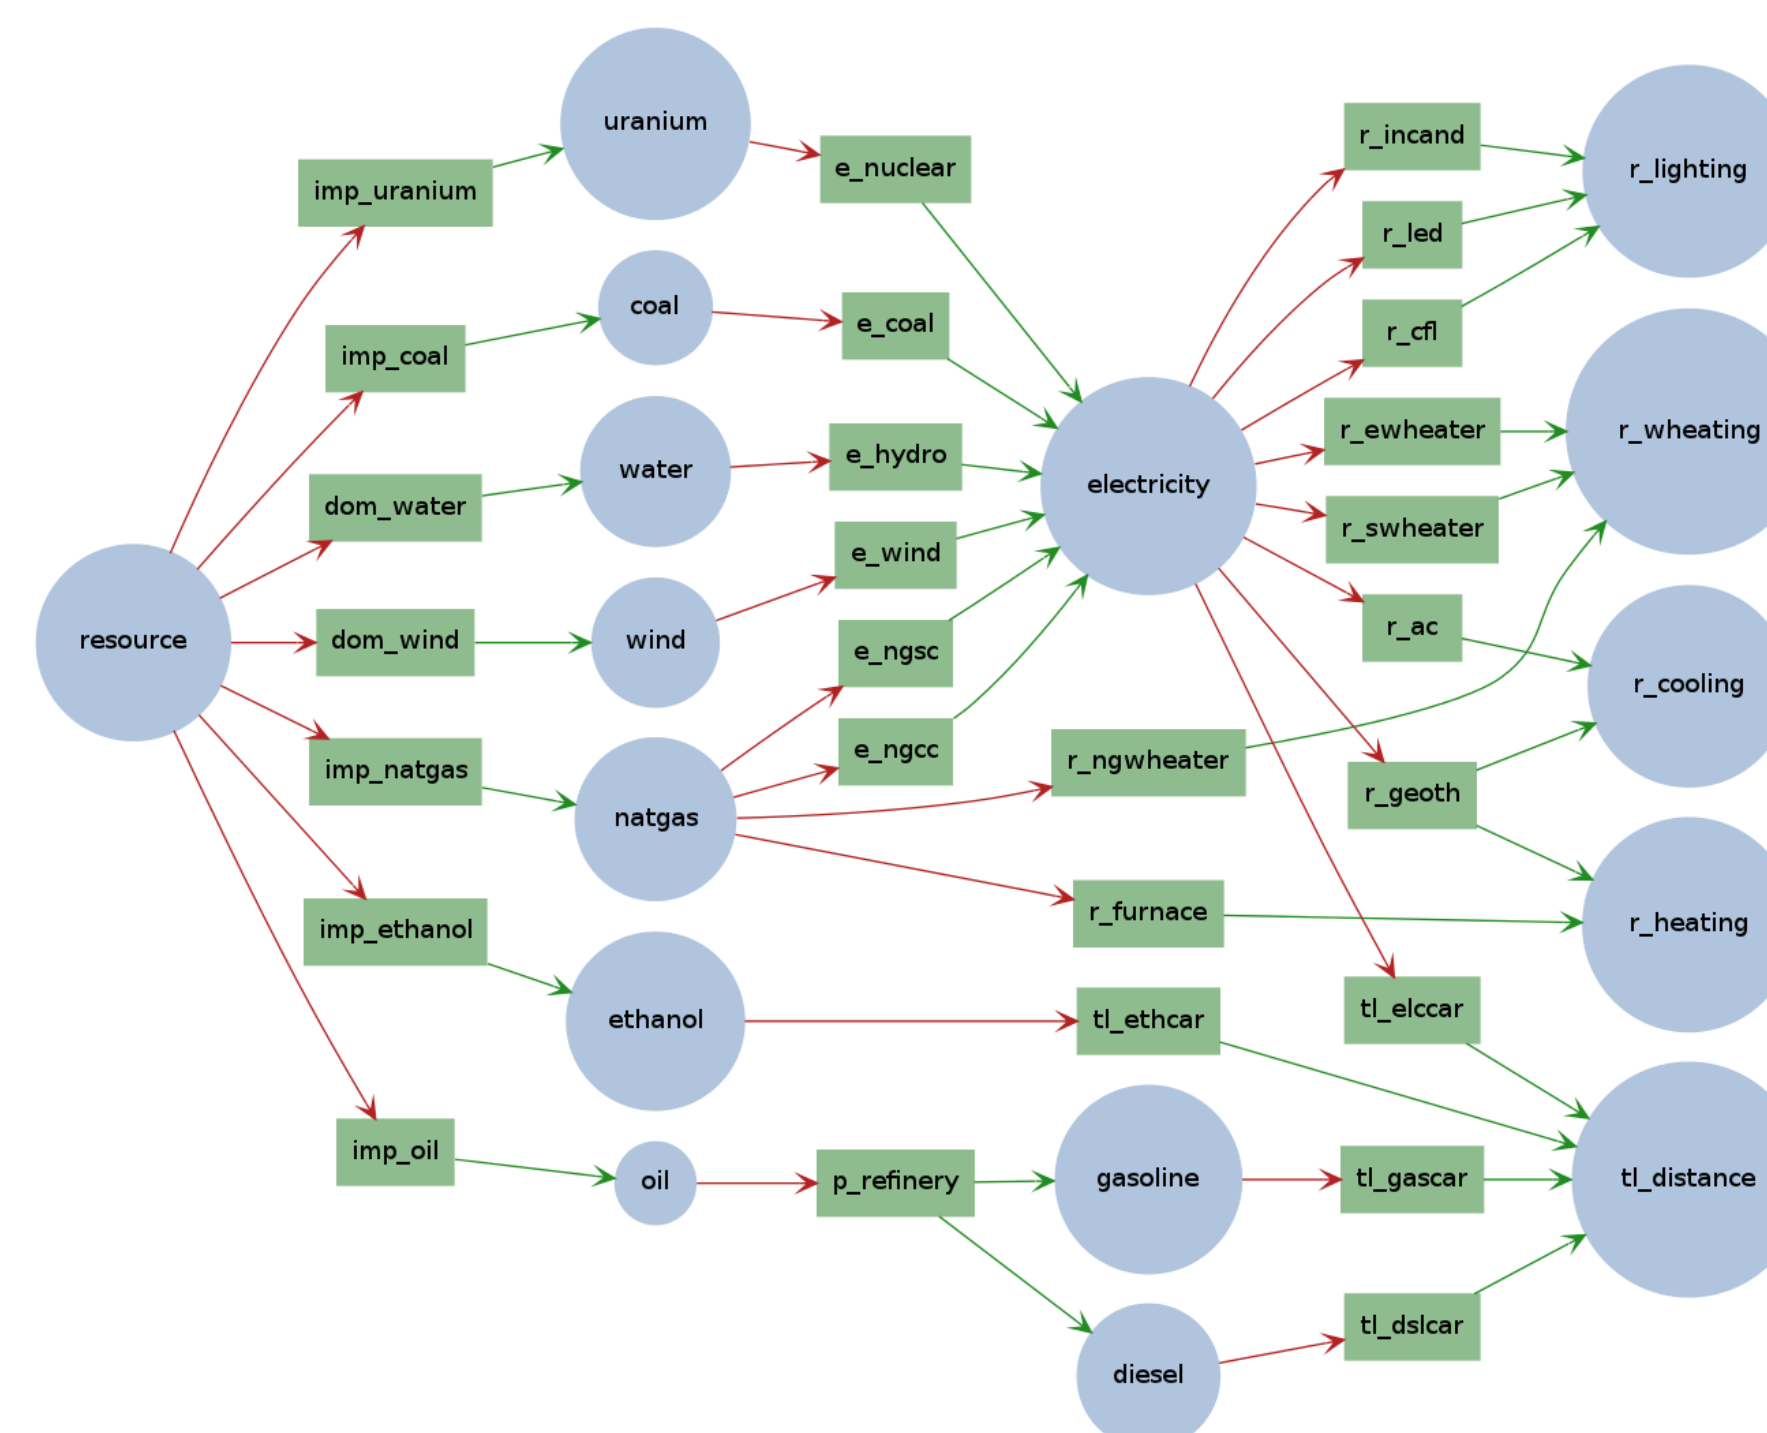 resource
imp_uranium
imp_coal
dom_water
dom_wind
imp_natgas
imp_ethanol
imp_oil
uranium
coal
water
wind
natgas
ethanol
oil
e_nuclear
e_coal
e_hydro
e_wind
e_ngsc
e_ngcc
p_refinery
electricity
r_ngwheater
r_furnace
tl_ethcar
gasoline
diesel
r_incand
r_led
r_cfl
r_ewheater
r_swheater
r_ac
r_geoth
tl_elccar
tl_gascar
tl_dslcar
r_lighting
r_wheating
r_cooling
r_heating
tl_distance